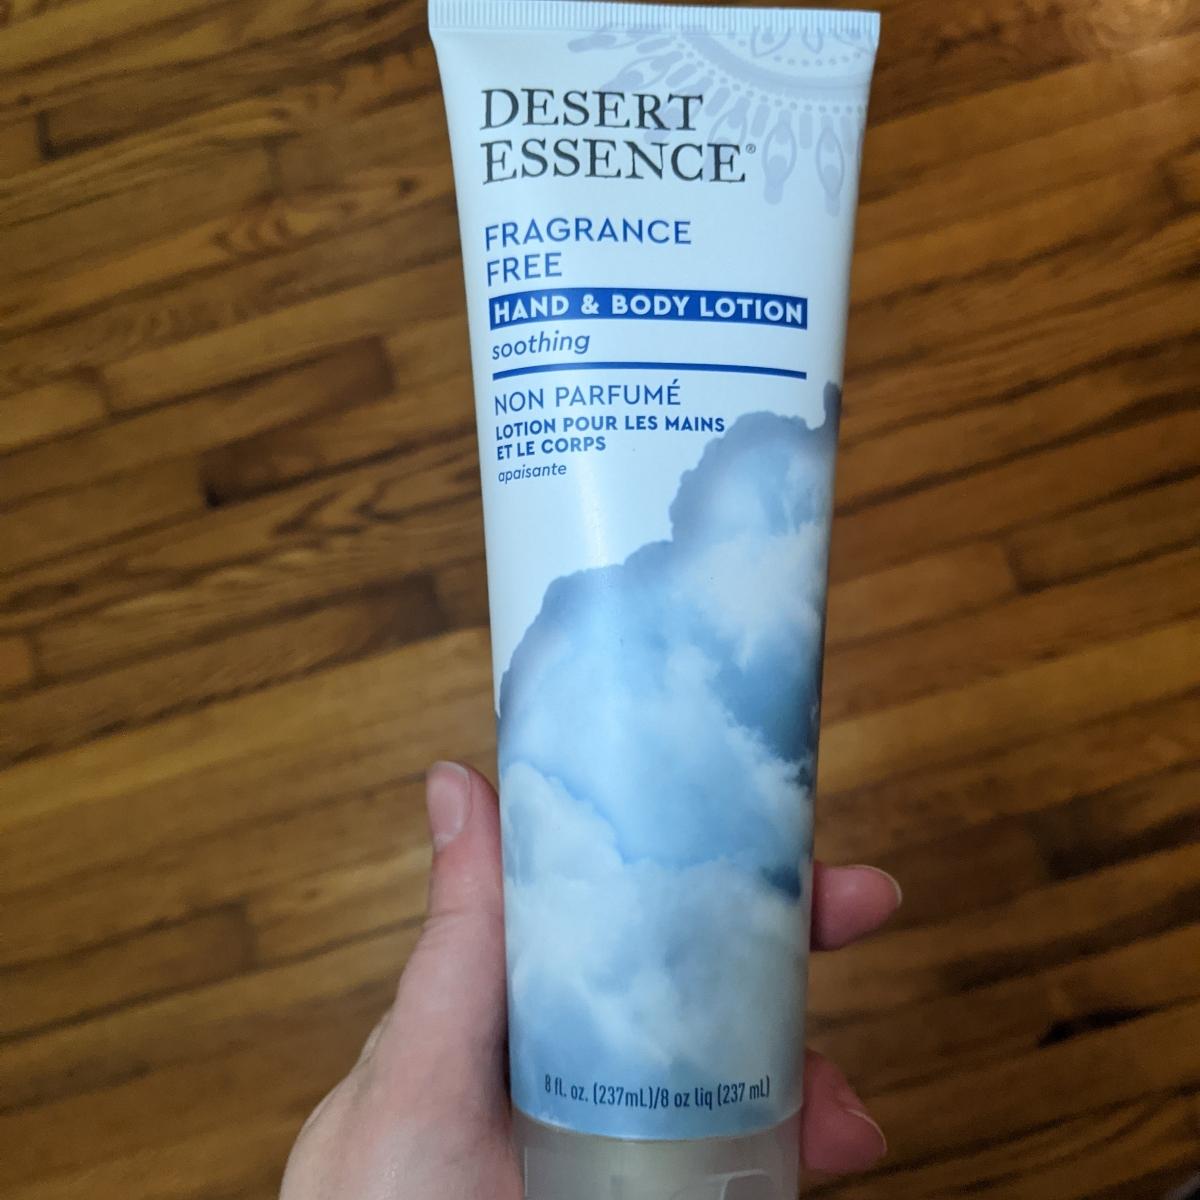 DESERT
ESSENCE®
FRAGRANCE
FREE
HAND & BODY LOTION
soothing
NON PARFUMÉ
LOTION POUR LES MAINS
ET LE CORPS
apaisante
8 fl. oz. (237mL)/8 oz liq (237 mL)